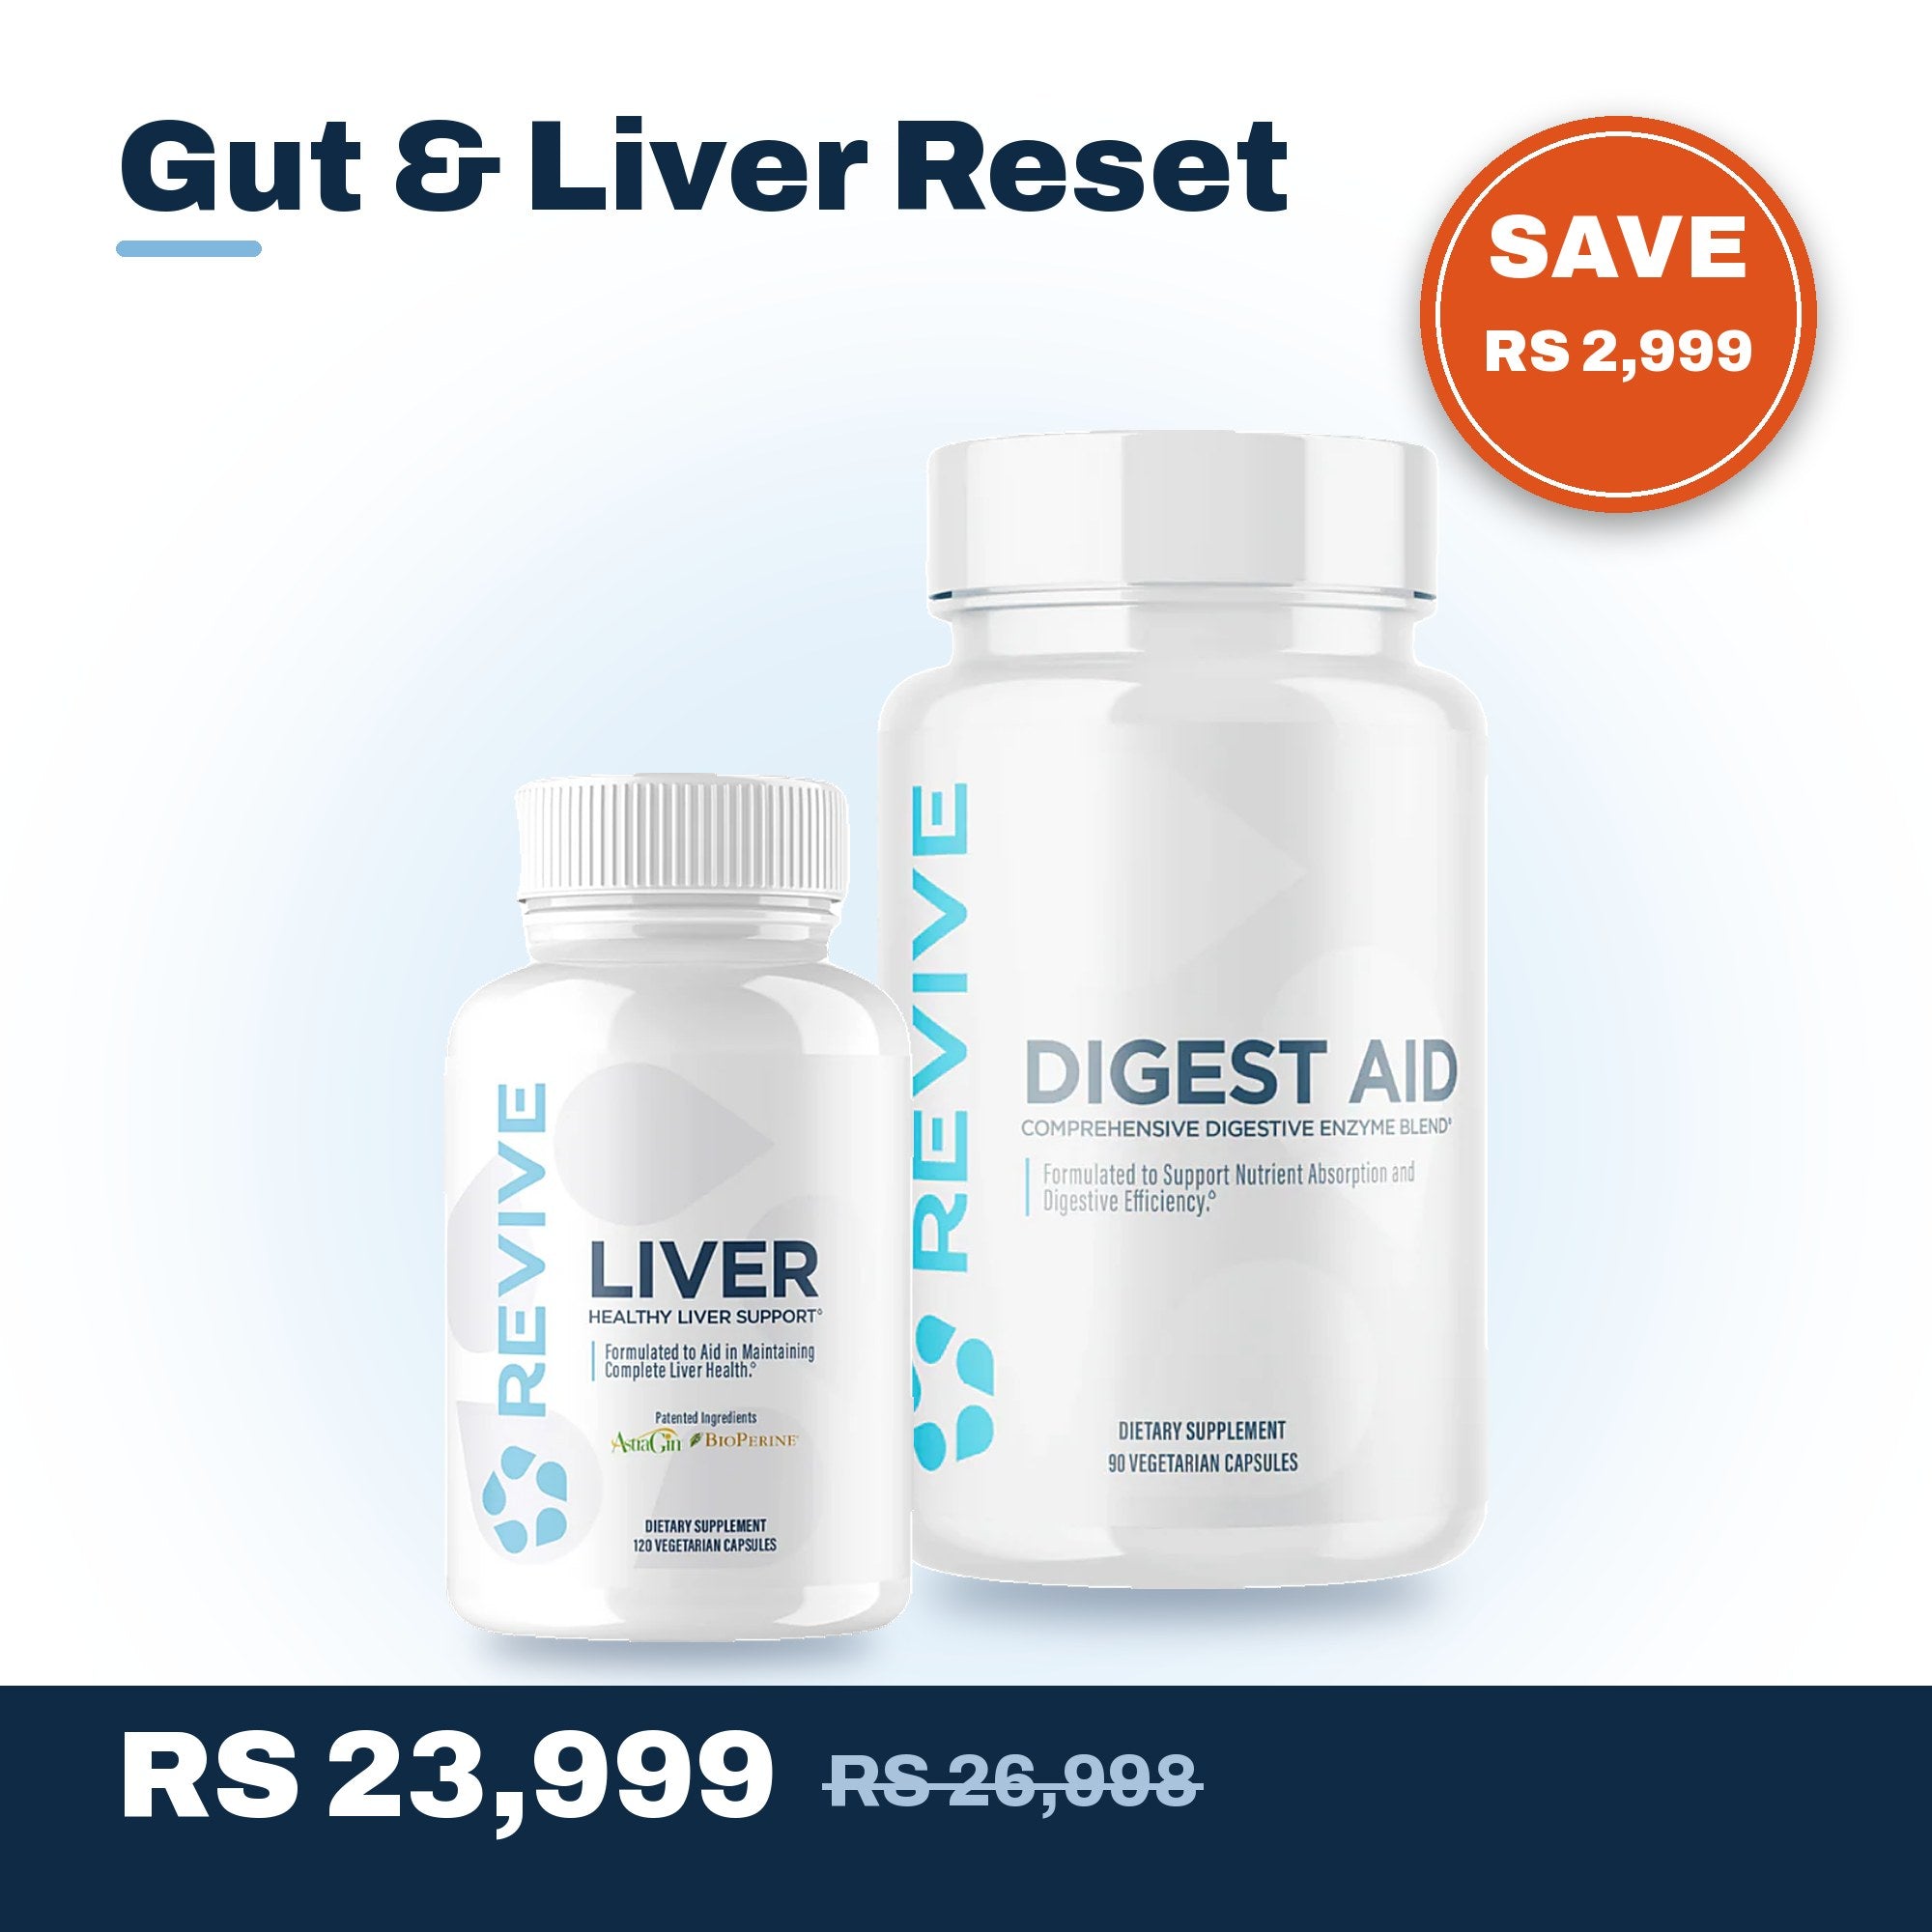 Gut & Liver Reset
SAVE
RS 2,999
REVIVE
DIGEST AID
COMPREHENSIVE DIGESTIVE ENZYME BLEND◊
Formulated to Support Nutrient Absorption and
Digestive Efficiency.◊
DIETARY SUPPLEMENT
90 VEGETARIAN CAPSULES
REVIVE
LIVER
HEALTHY LIVER SUPPORT◊
Formulated to Aid in Maintaining
Complete Liver Health.◊
Patented Ingredients
AstraGin BIOPERINE®
DIETARY SUPPLEMENT
120 VEGETARIAN CAPSULES
RS 23,999 RS 26,998